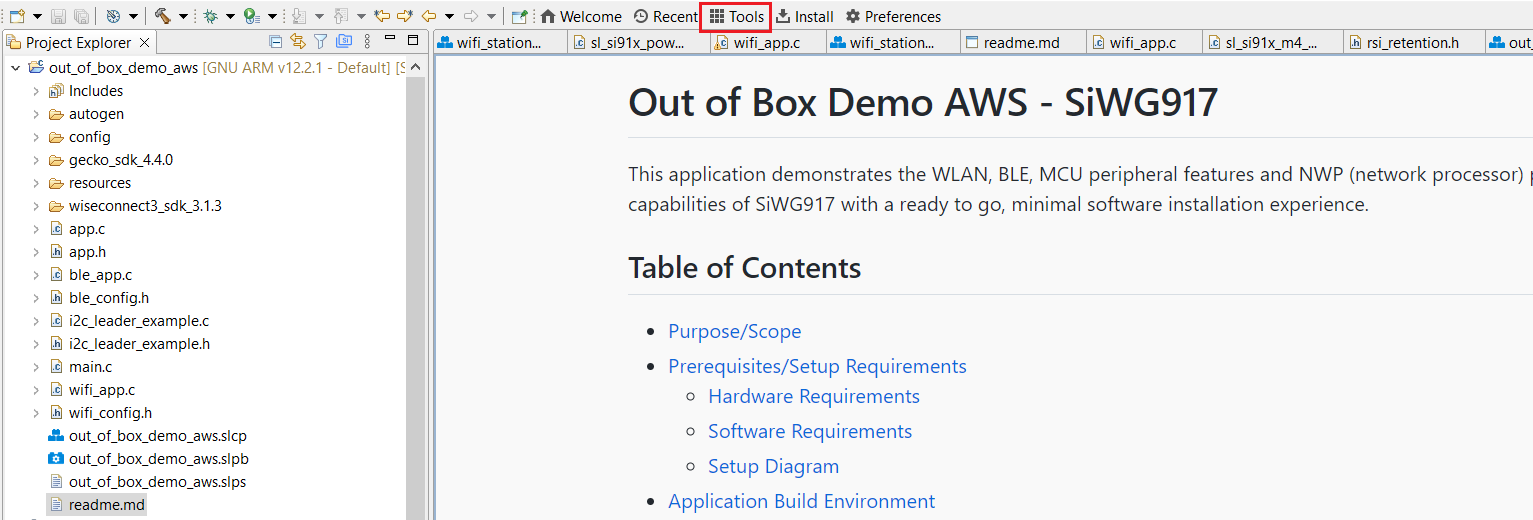 Welcome Recent Tools Install Preferences
Project Explorer
wifi_station...
sl_si91x_pow...
wifi_app.c
wifi_station...
readme.md
wifi_app.c
sl_si91x_m4_...
rsi_retention.h
out_
out_of_box_demo_aws [GNU ARM v12.2.1 - Default] [S
Includes
autogen
config
gecko_sdk_4.4.0
resources
wiseconnect3_sdk_3.1.3
app.c
app.h
ble_app.c
ble_config.h
i2c_leader_example.c
i2c_leader_example.h
main.c
wifi_app.c
wifi_config.h
out_of_box_demo_aws.slcp
out_of_box_demo_aws.slpb
out_of_box_demo_aws.slps
readme.md
Out of Box Demo AWS - SiWG917
This application demonstrates the WLAN, BLE, MCU peripheral features and NWP (network processor) p
capabilities of SiWG917 with a ready to go, minimal software installation experience.
Table of Contents
Purpose/Scope
Prerequisites/Setup Requirements
Hardware Requirements
Software Requirements
Setup Diagram
Application Build Environment